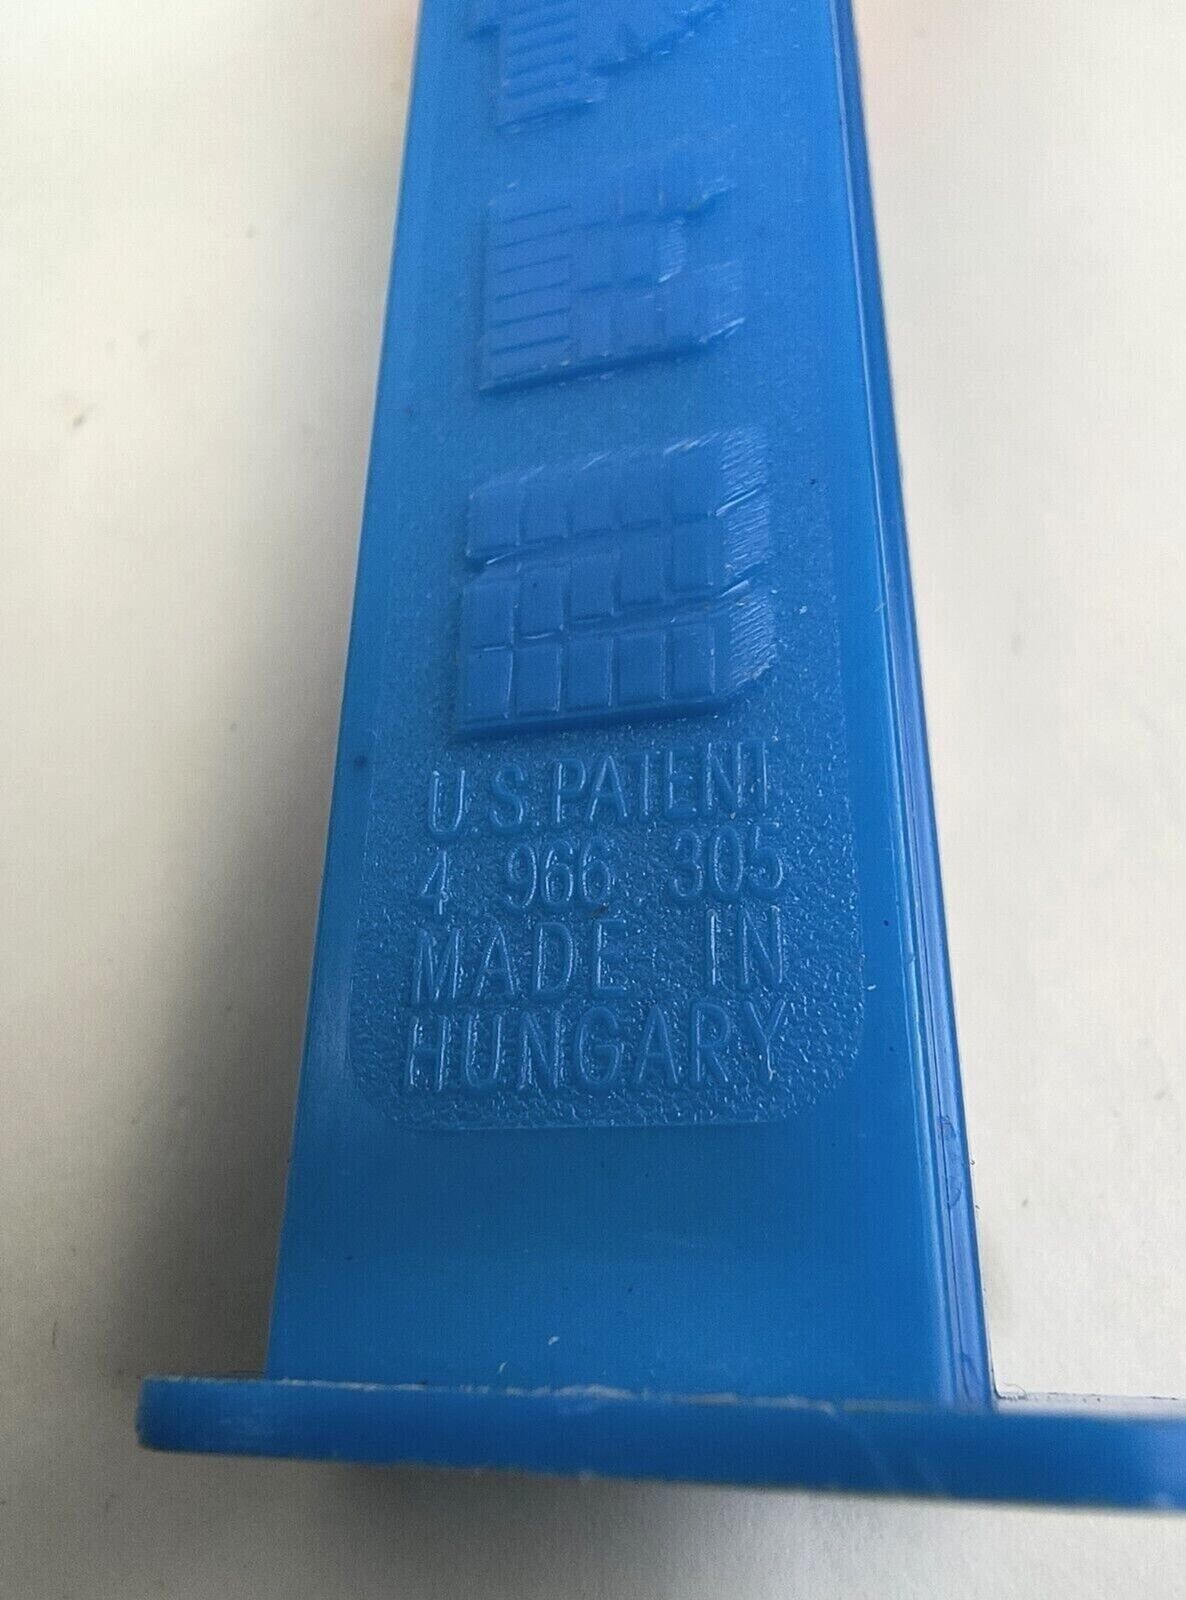 U.S. PATENT
4.966.305
MADE IN
HUNGARY